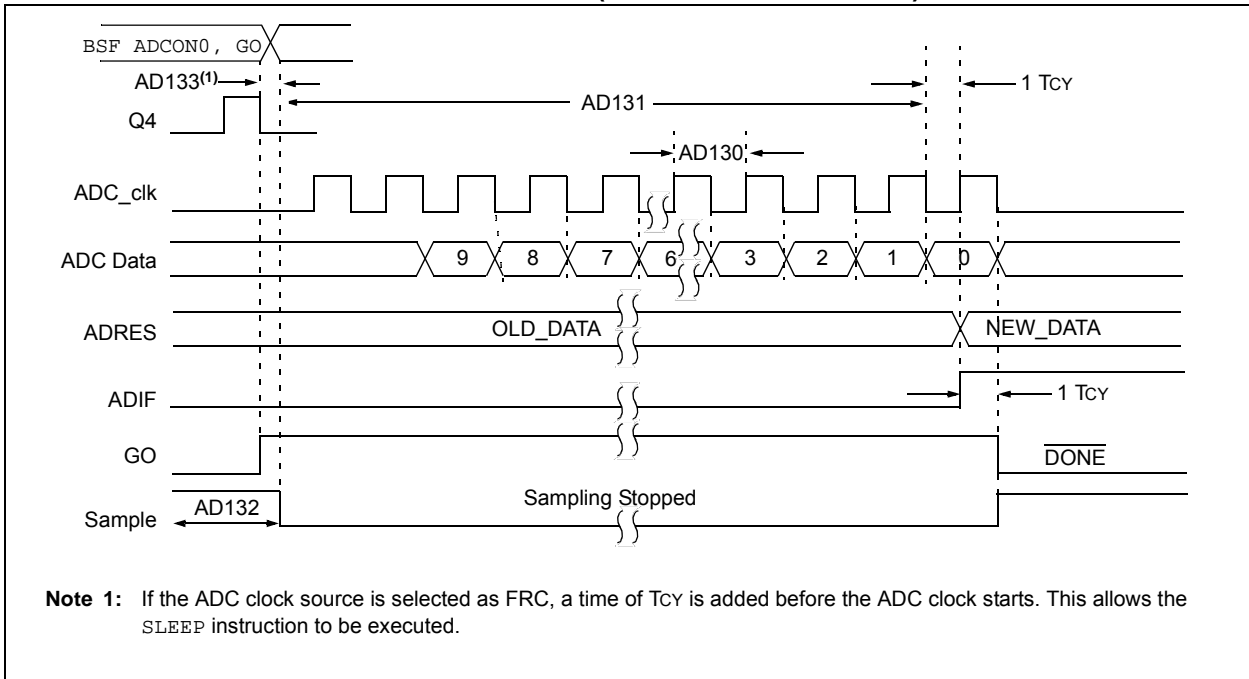 BSF ADCON0, GO
AD133(1)
1 TCY
AD131
Q4
AD130
ADC_clk
ADC Data
9 8 7 6 3 2 1 0
ADRES
OLD_DATA
NEW_DATA
ADIF
1 TCY
GO
DONE
Sample
AD132
Sampling Stopped
Note 1: If the ADC clock source is selected as FRC, a time of TCY is added before the ADC clock starts. This allows the
SLEEP instruction to be executed.